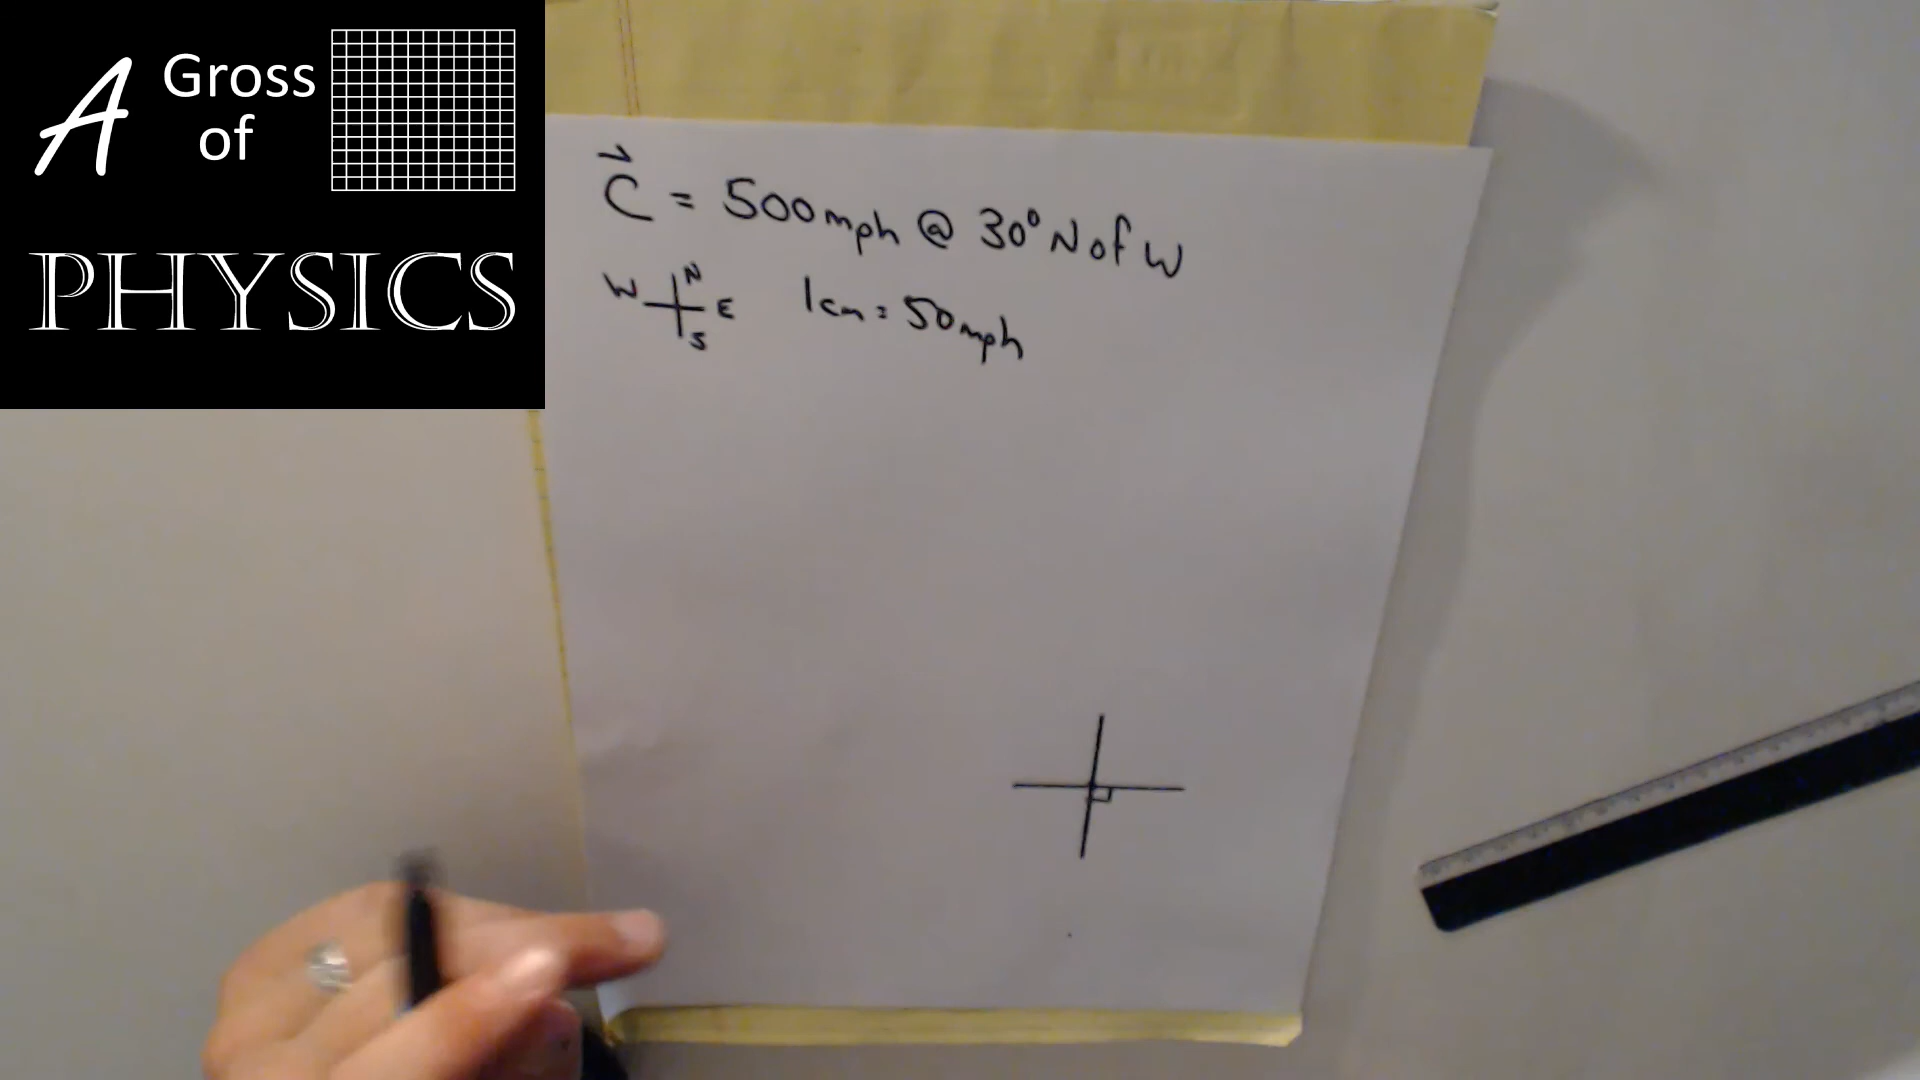 A Gross
of
PHYSICS
C⃗ = 500mph @ 30° N of W
N
W E
S
1cm = 50mph